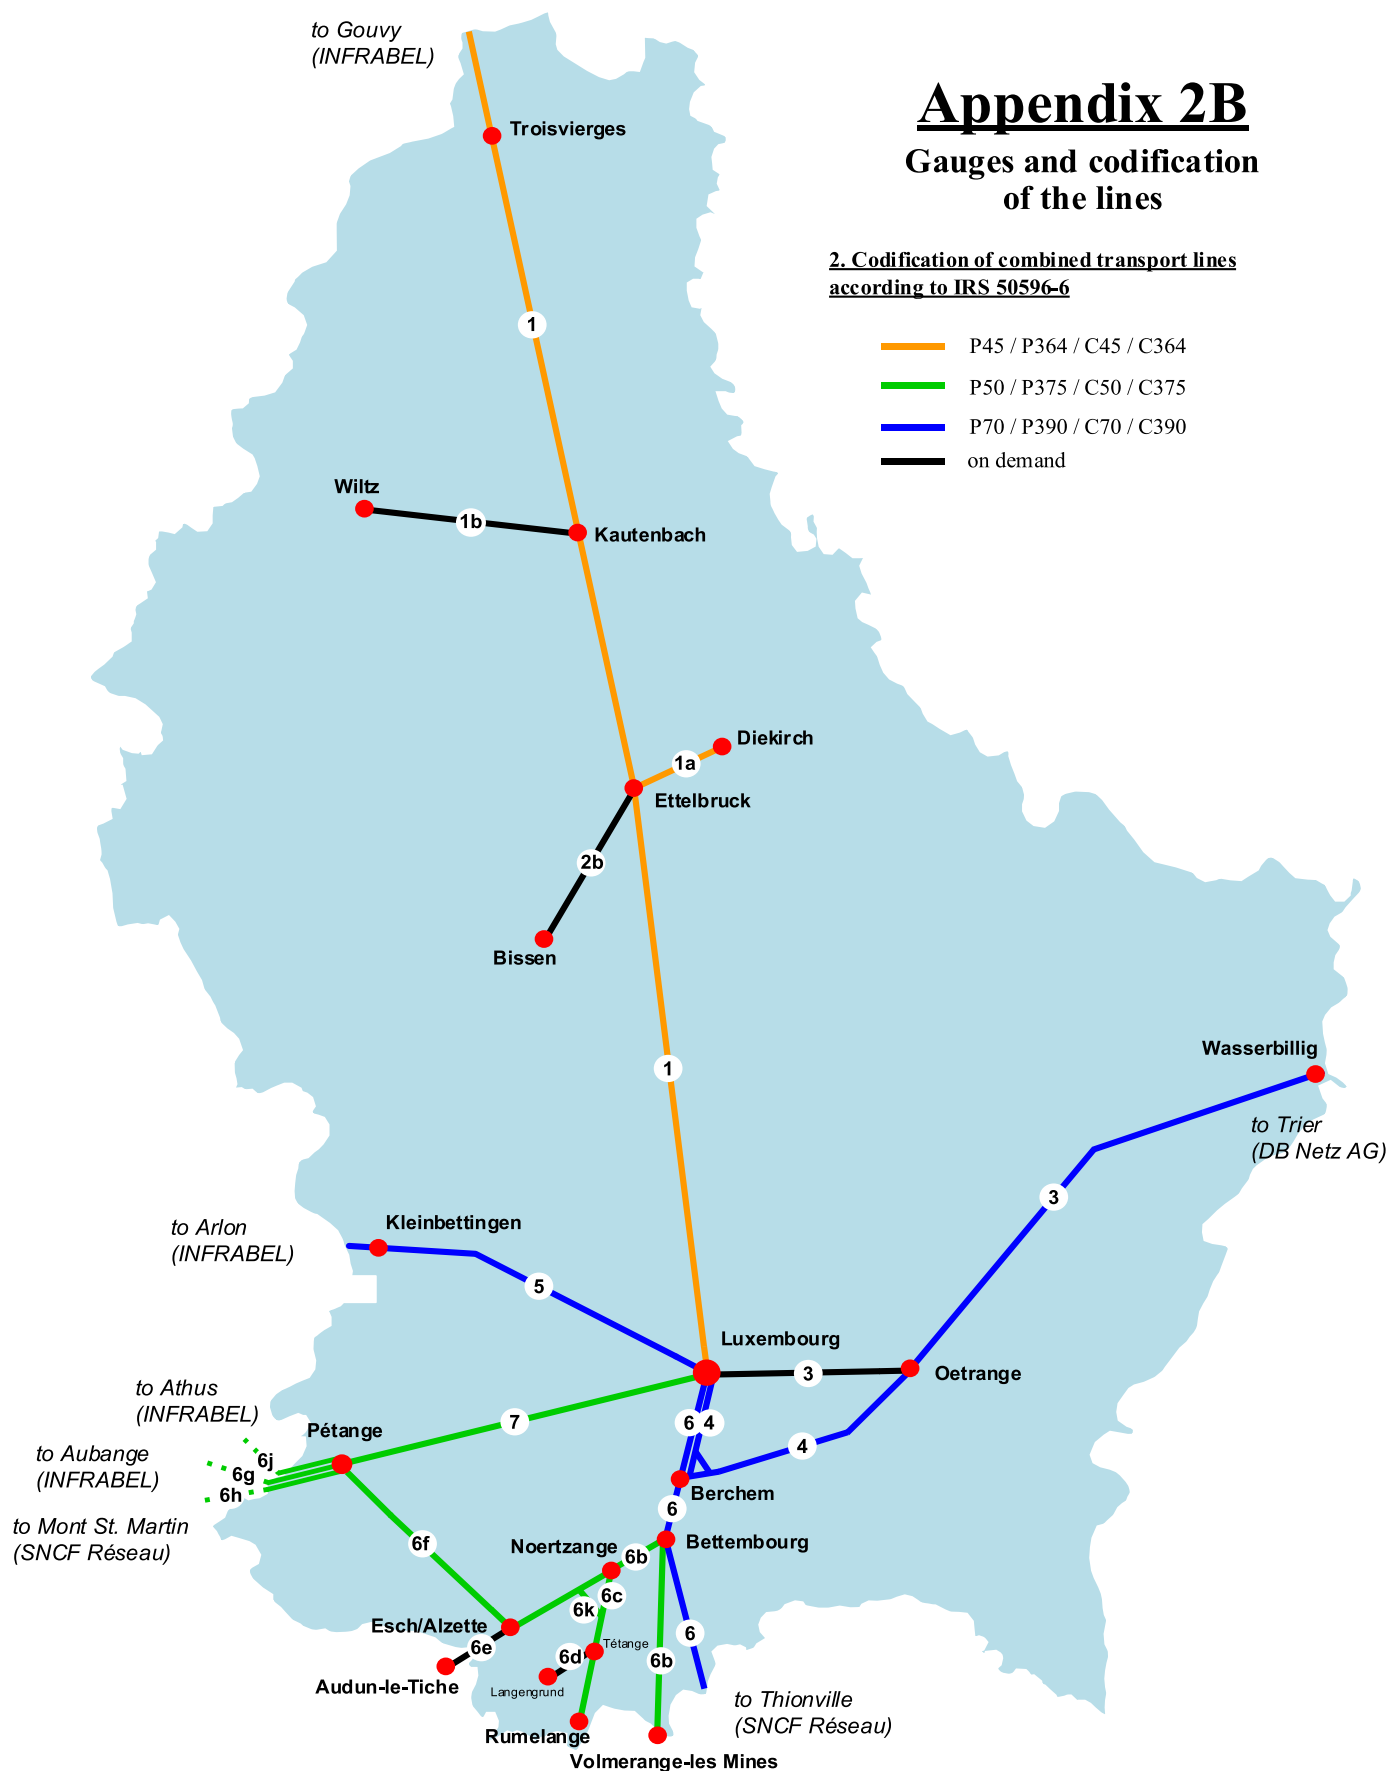 to Gouvy
(INFRABEL)
Appendix 2B
Gauges and codification
of the lines
Troisvierges
2. Codification of combined transport lines
according to IRS 50596-6
1
P45 / P364 / C45 / C364
P50 / P375 / C50 / C375
P70 / P390 / C70 / C390
on demand
Wiltz
1b
Kautenbach
Diekirch
1a
Ettelbruck
2b
Bissen
Wasserbillig
1
to Trier
(DB Netz AG)
3
Kleinbettingen
to Arlon
(INFRABEL)
5
Luxembourg
3
Oetrange
to Athus
(INFRABEL)
7
6
4
Pétange
4
to Aubange
(INFRABEL)
6j
6g
6h
Berchem
6
to Mont St. Martin
(SNCF Réseau)
6f
Noertzange
6b
Bettembourg
6c
6k
Esch/Alzette
6
6e
6d
Tétange
6b
Audun-le-Tiche
Langengrund
to Thionville
(SNCF Réseau)
Rumelange
Volmerange-les Mines